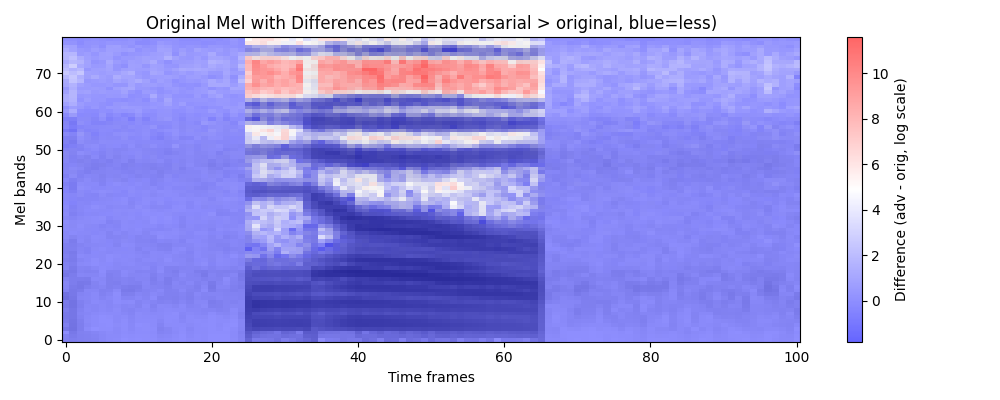 Original Mel with Differences (red=adversarial > original, blue=less)
Mel bands
70
60
50
40
30
20
10
0
0 20 40 60 80 100
Time frames
10
8
6
4
2
0
Difference (adv - orig, log scale)